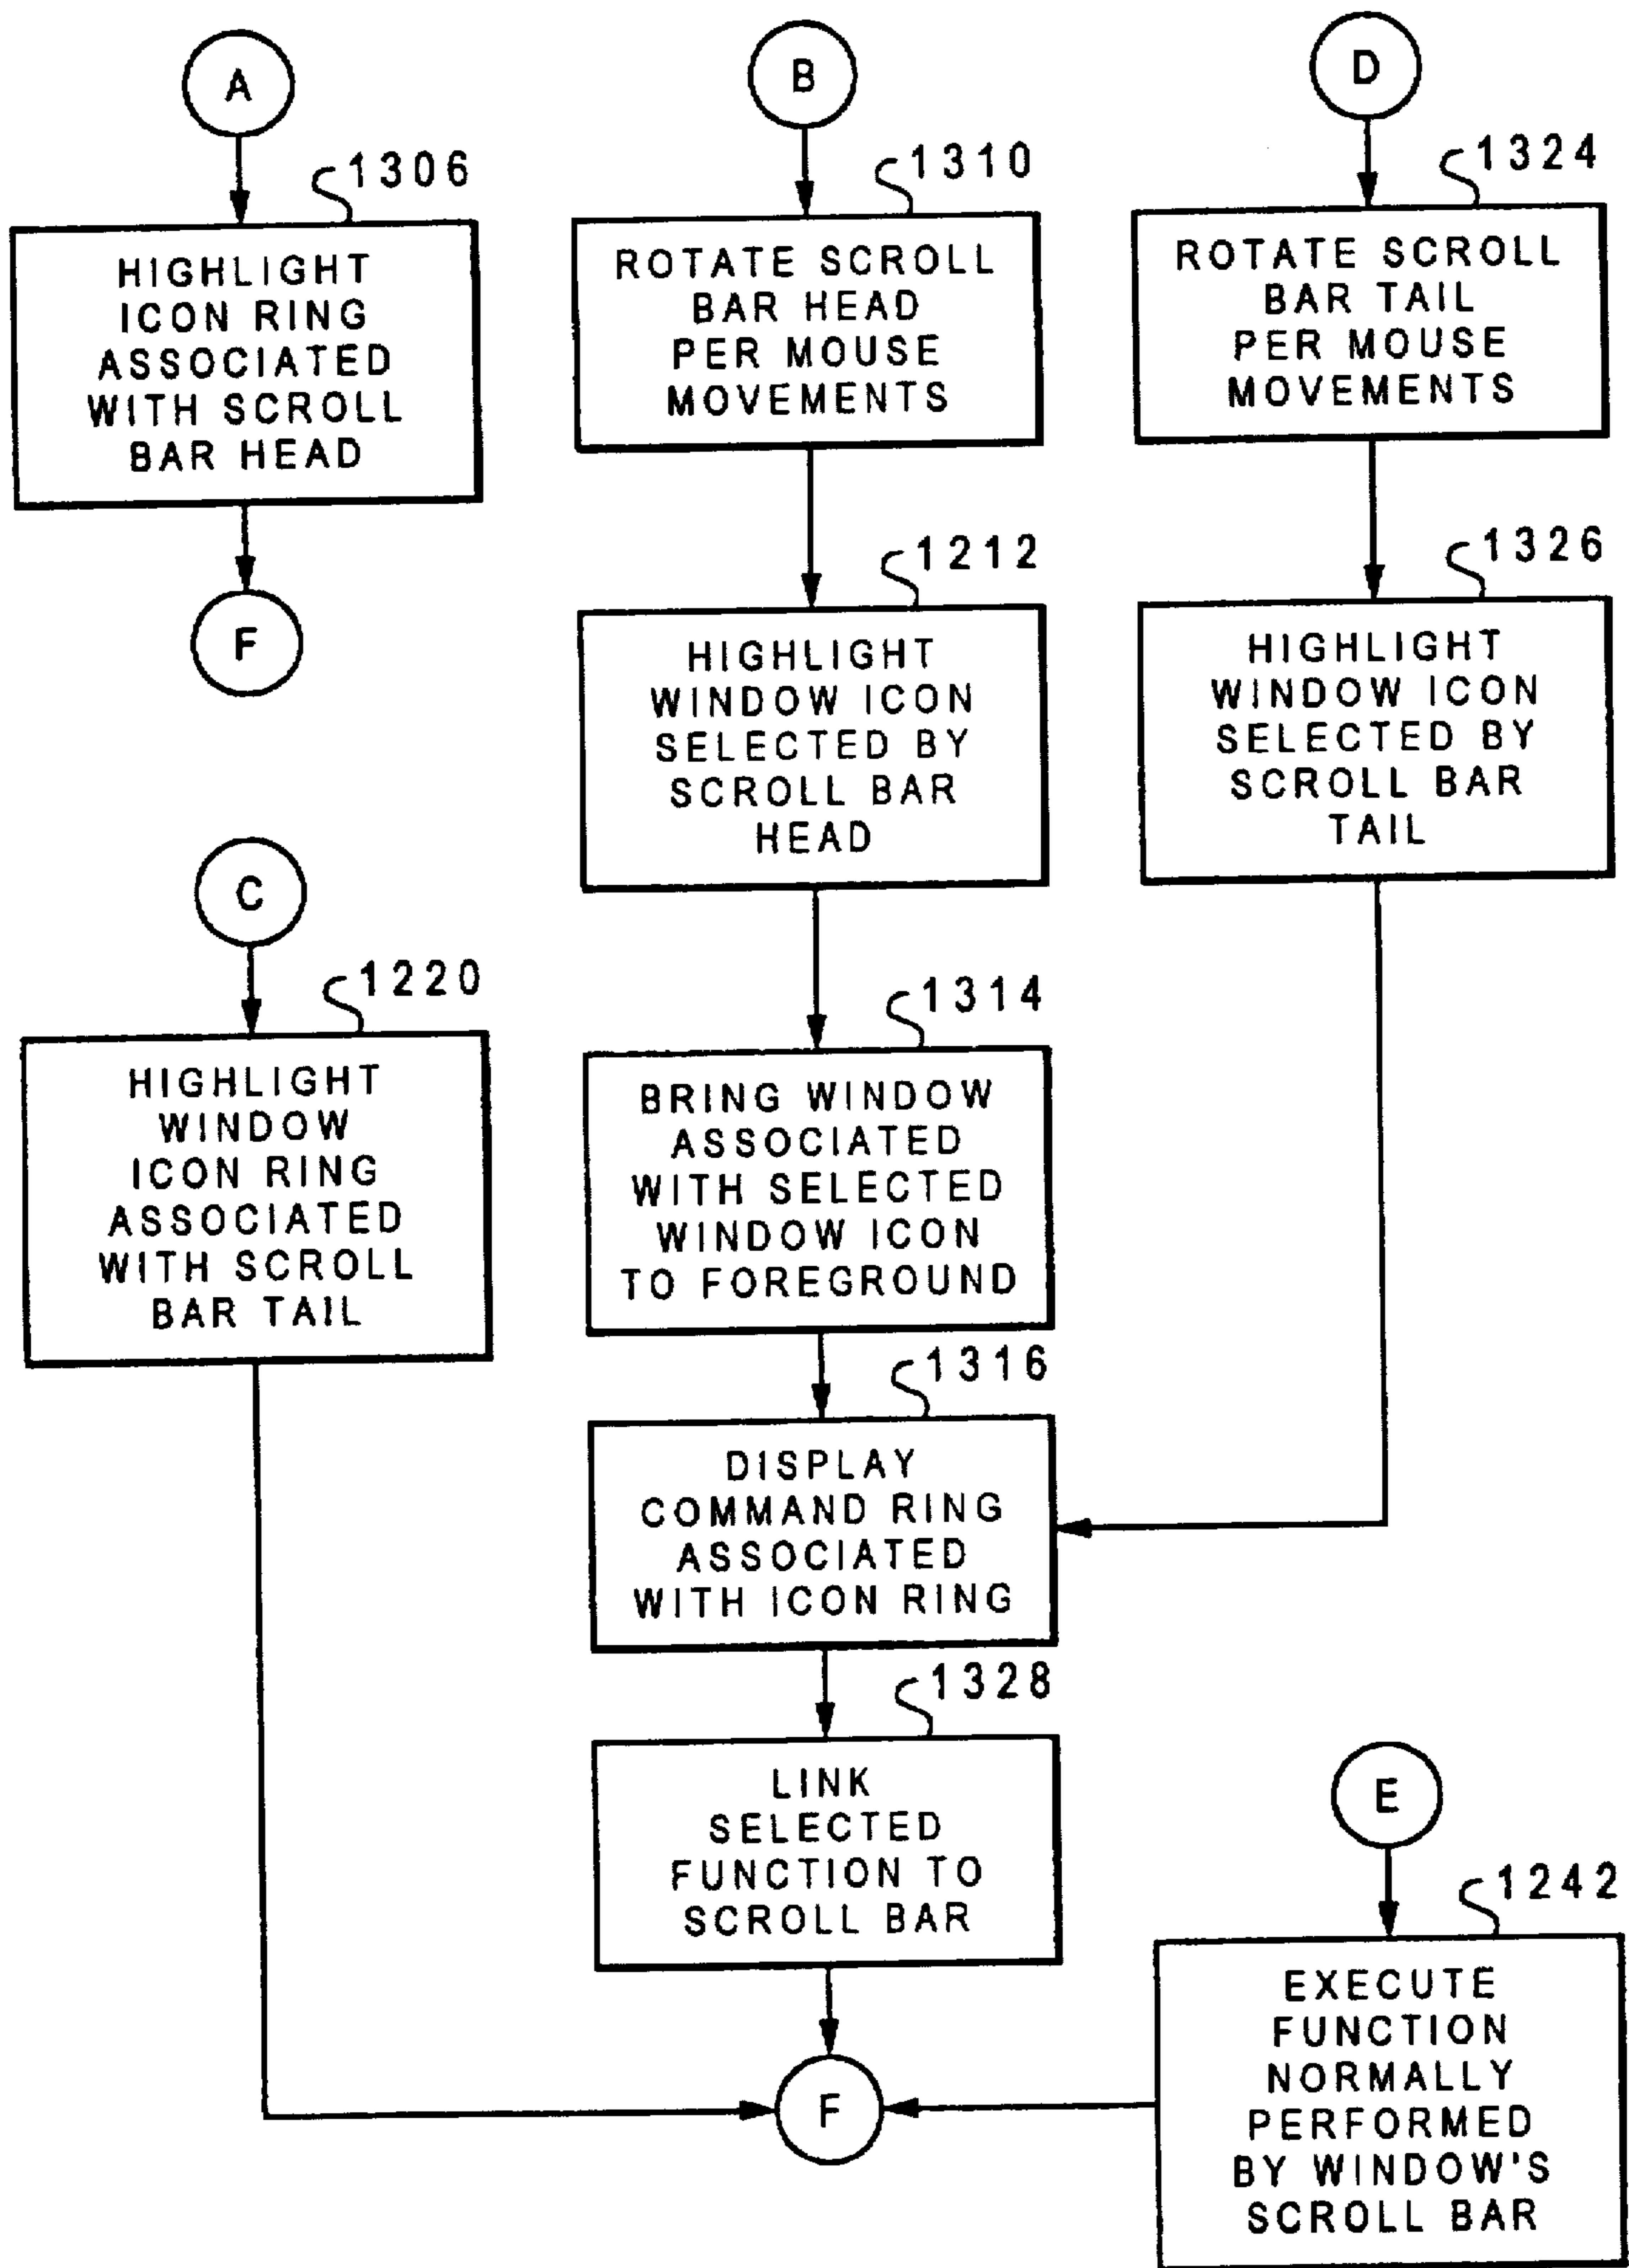 A
1306
HIGHLIGHT
ICON RING
ASSOCIATED
WITH SCROLL
BAR HEAD
F
B
1310
ROTATE SCROLL
BAR HEAD
PER MOUSE
MOVEMENTS
1212
HIGHLIGHT
WINDOW ICON
SELECTED BY
SCROLL BAR
HEAD
1314
BRING WINDOW
ASSOCIATED
WITH SELECTED
WINDOW ICON
TO FOREGROUND
1316
DISPLAY
COMMAND RING
ASSOCIATED
WITH ICON RING
1328
LINK
SELECTED
FUNCTION TO
SCROLL BAR
F
D
1324
ROTATE SCROLL
BAR TAIL
PER MOUSE
MOVEMENTS
1326
HIGHLIGHT
WINDOW ICON
SELECTED BY
SCROLL BAR
TAIL
C
1220
HIGHLIGHT
WINDOW
ICON RING
ASSOCIATED
WITH SCROLL
BAR TAIL
E
1242
EXECUTE
FUNCTION
NORMALLY
PERFORMED
BY WINDOW'S
SCROLL BAR